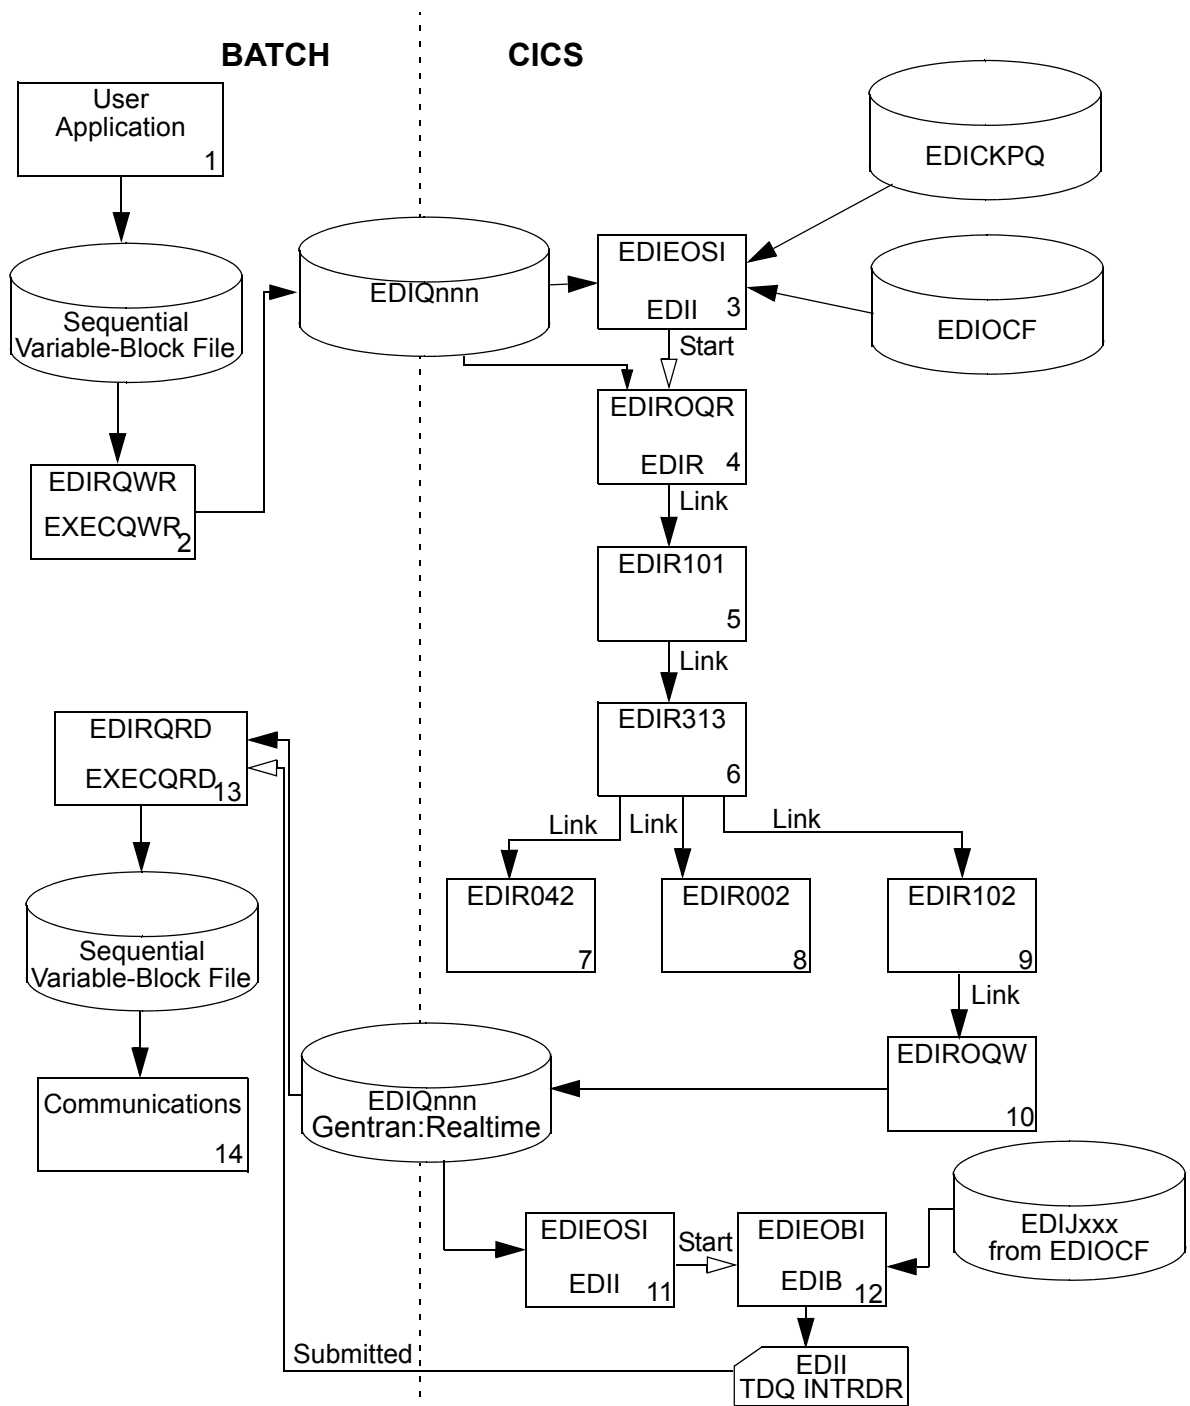 BATCH
CICS
User
Application
1
EDICKPQ
EDIEOSI
EDII
3
EDIQnnn
Sequential
Variable-Block File
EDIOCF
Start
EDIROQR
EDIR
4
EDIRQWR
EXECQWR
2
Link
EDIR101
5
Link
EDIR313
6
EDIRQRD
EXECQRD
13
Link
Link
Link
EDIR042
7
EDIR002
8
EDIR102
9
Sequential
Variable-Block File
Link
EDIROQW
10
EDIQnnn
Gentran:Realtime
Communications
14
EDIEOSI
EDII
11
Start
EDIEOBI
EDIB
12
EDIJxxx
from EDIOCF
Submitted
EDII
TDQ INTRDR